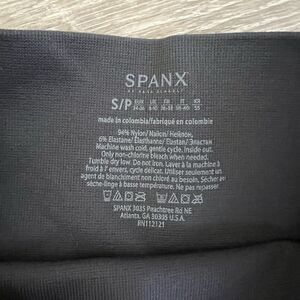 SPANX
BY SARA BLAKELY
S/P
made in colombia/fabriqué en colombie
94% Nylon/Nailon/Нейлон,
6% Elastane/Elasthanne/Elastan/Эластан
Machine wash cold, gentle cycle. Inside out.
Only non-chlorine bleach when needed.
Tumble dry low. Do not iron. Laver à la machine à
froid à l'envers, cycle délicat. Utiliser seulement un
agent de blanchiment non chloré au besoin. Sécher au
sèche-linge à basse température. Ne pas repasser.
SPANX 3035 Peachtree Rd NE
Atlanta, GA 30305 U.S.A.
RN112121